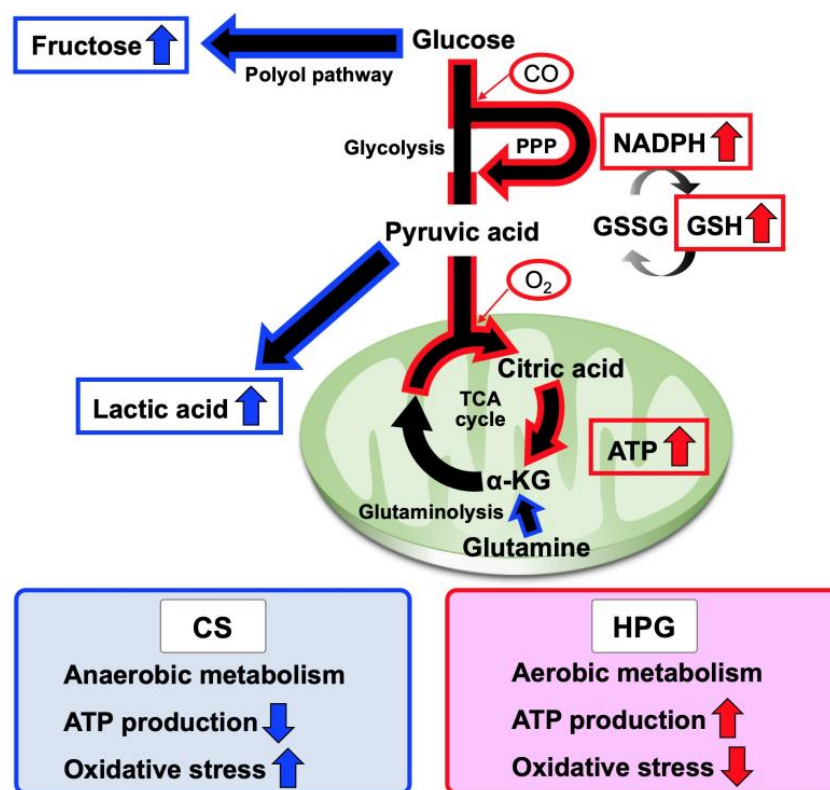 Fructose
Glucose
Polyol pathway
CO
Glycolysis
PPP
NADPH
GSSG
GSH
Pyruvic acid
O₂
Citric acid
Lactic acid
TCA
cycle
ATP
α-KG
Glutaminolysis
Glutamine
CS
Anaerobic metabolism
ATP production
Oxidative stress
HPG
Aerobic metabolism
ATP production
Oxidative stress